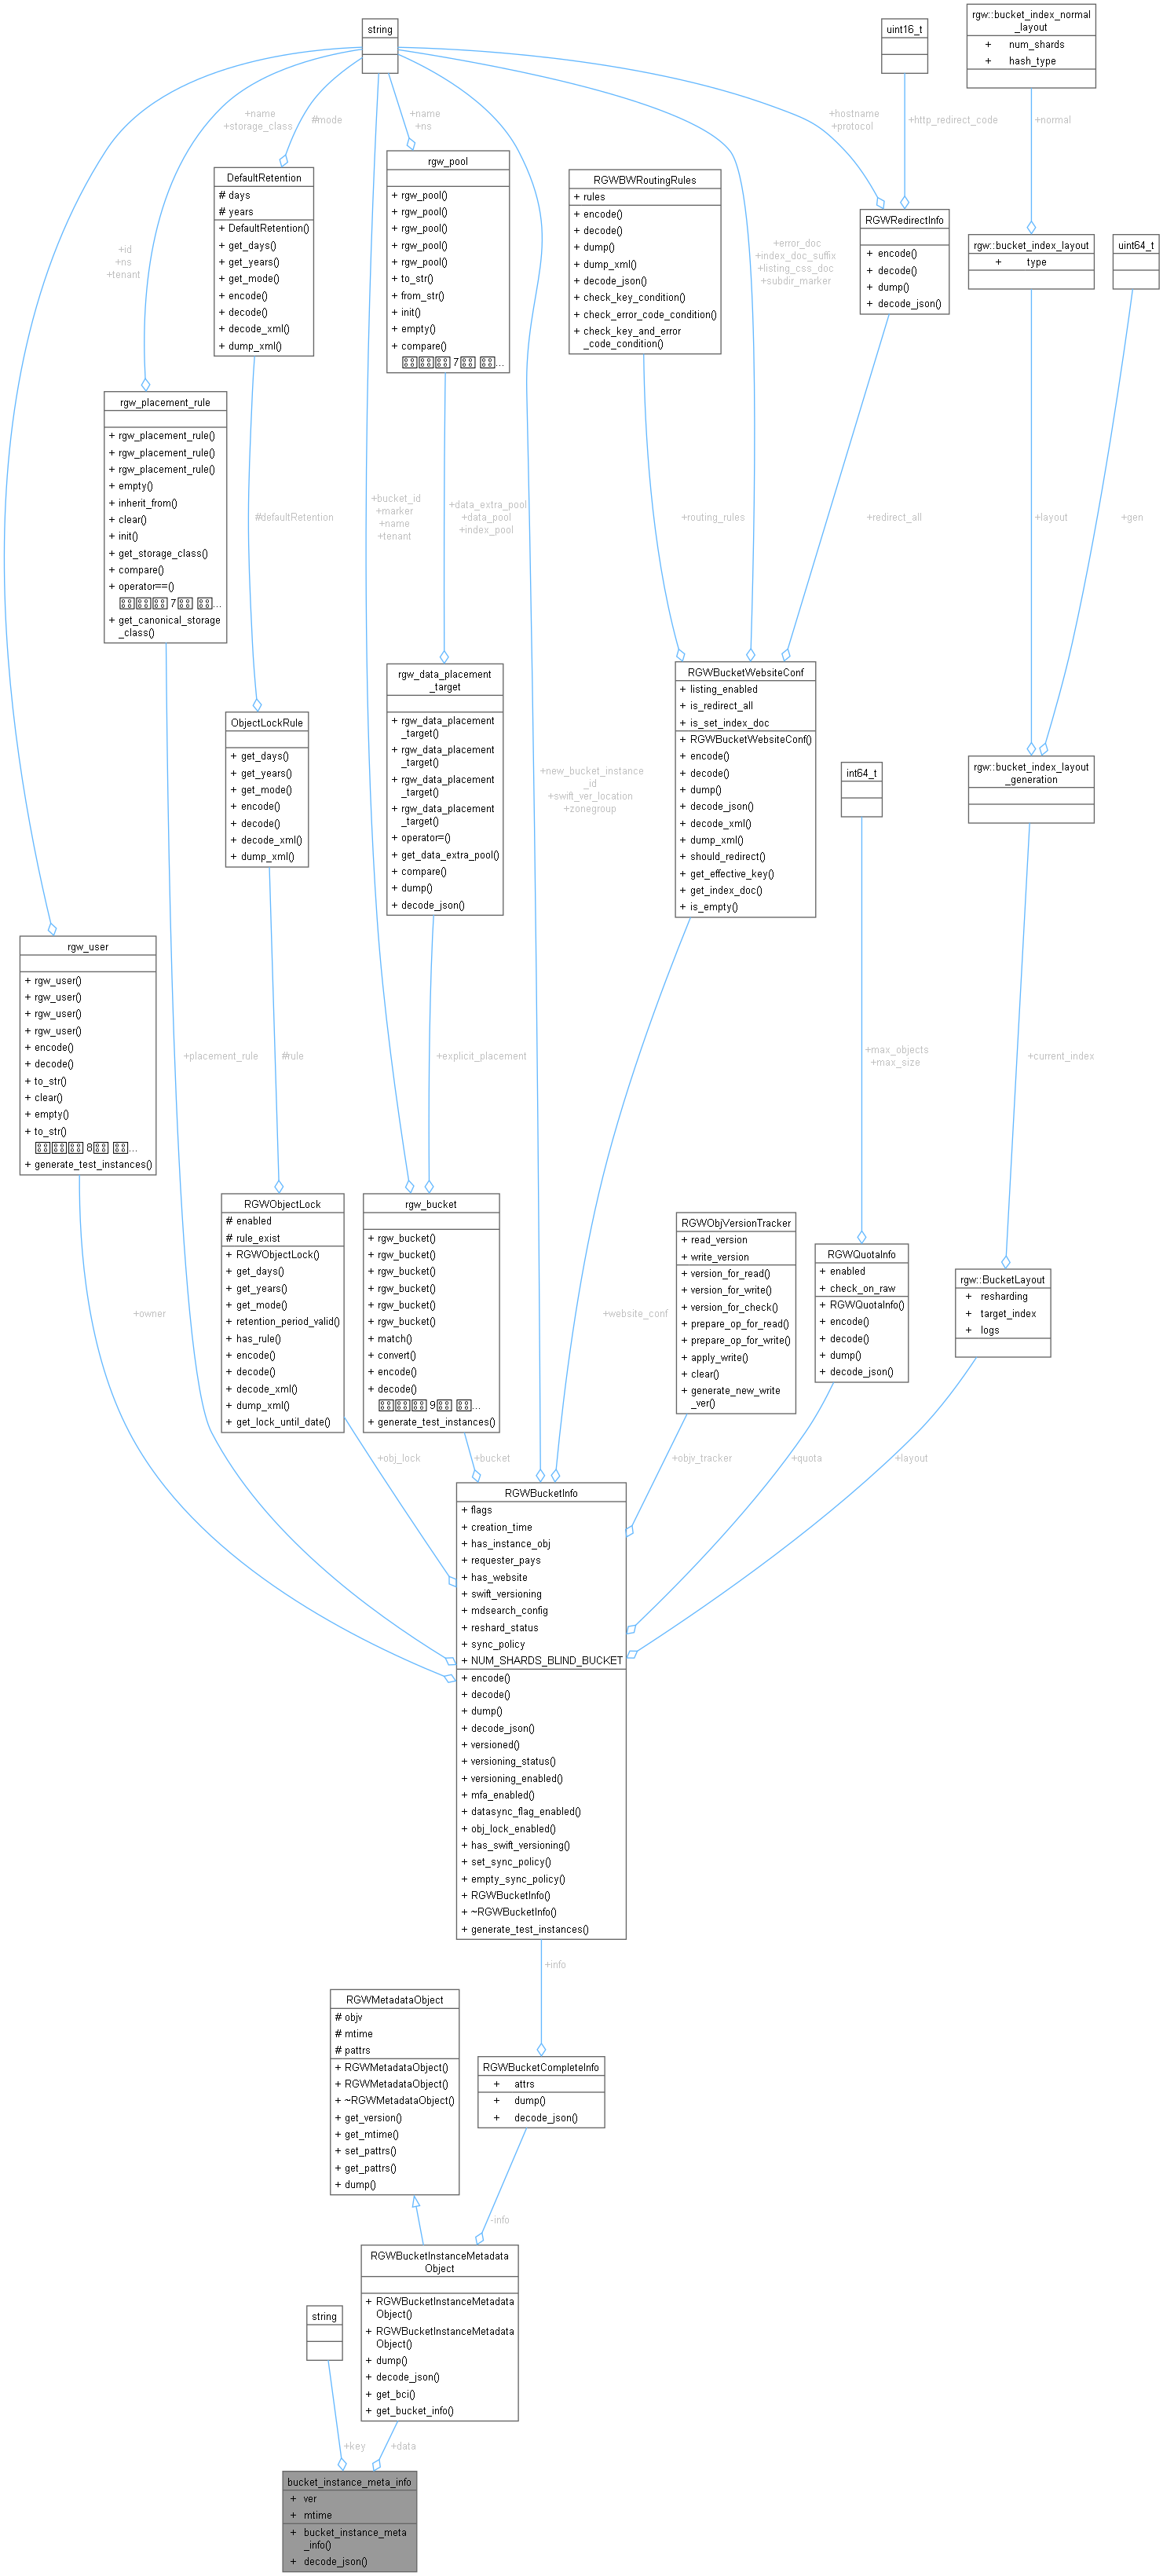 string
uint16_t
rgw::bucket_index_normal
_layout
+ num_shards
+ hash_type
+name
+storage_class
#mode
+name
+ns
+hostname
+protocol
+http_redirect_code
+normal
DefaultRetention
# days
# years
+ DefaultRetention()
+ get_days()
+ get_years()
+ get_mode()
+ encode()
+ decode()
+ decode_xml()
+ dump_xml()
rgw_pool
+ rgw_pool()
+ rgw_pool()
+ rgw_pool()
+ rgw_pool()
+ rgw_pool()
+ to_str()
+ from_str()
+ init()
+ empty()
+ compare()
7 ...
RGWBWRoutingRules
+ rules
+ encode()
+ decode()
+ dump()
+ dump_xml()
+ decode_json()
+ check_key_condition()
+ check_error_code_condition()
+ check_key_and_error
_code_condition()
RGWRedirectInfo
+ encode()
+ decode()
+ dump()
+ decode_json()
rgw::bucket_index_layout
+ type
uint64_t
+id
+ns
+tenant
+error_doc
+index_doc_suffix
+listing_css_doc
+subdir_marker
rgw_placement_rule
+ rgw_placement_rule()
+ rgw_placement_rule()
+ rgw_placement_rule()
+ empty()
+ inherit_from()
+ clear()
+ init()
+ get_storage_class()
+ compare()
+ operator==()
7 ...
+ get_canonical_storage
_class()
#defaultRetention
+bucket_id
+marker
+name
+tenant
+data_extra_pool
+data_pool
+index_pool
+routing_rules
+redirect_all
+layout
+gen
ObjectLockRule
+ get_days()
+ get_years()
+ get_mode()
+ encode()
+ decode()
+ decode_xml()
+ dump_xml()
rgw_data_placement
_target
+ rgw_data_placement
_target()
+ rgw_data_placement
_target()
+ rgw_data_placement
_target()
+ rgw_data_placement
_target()
+ operator=()
+ get_data_extra_pool()
+ compare()
+ dump()
+ decode_json()
+new_bucket_instance
_id
+swift_ver_location
+zonegroup
RGWBucketWebsiteConf
+ listing_enabled
+ is_redirect_all
+ is_set_index_doc
+ RGWBucketWebsiteConf()
+ encode()
+ decode()
+ dump()
+ decode_json()
+ decode_xml()
+ dump_xml()
+ should_redirect()
+ get_effective_key()
+ get_index_doc()
+ is_empty()
int64_t
rgw::bucket_index_layout
_generation
rgw_user
+ rgw_user()
+ rgw_user()
+ rgw_user()
+ rgw_user()
+ encode()
+ decode()
+ to_str()
+ clear()
+ empty()
+ to_str()
8 ...
+ generate_test_instances()
+placement_rule
#rule
+explicit_placement
+max_objects
+max_size
+current_index
RGWObjectLock
# enabled
# rule_exist
+ RGWObjectLock()
+ get_days()
+ get_years()
+ get_mode()
+ retention_period_valid()
+ has_rule()
+ encode()
+ decode()
+ decode_xml()
+ dump_xml()
+ get_lock_until_date()
rgw_bucket
+ rgw_bucket()
+ rgw_bucket()
+ rgw_bucket()
+ rgw_bucket()
+ rgw_bucket()
+ rgw_bucket()
+ match()
+ convert()
+ encode()
+ decode()
9 ...
+ generate_test_instances()
RGWObjVersionTracker
+ read_version
+ write_version
+ version_for_read()
+ version_for_write()
+ version_for_check()
+ prepare_op_for_read()
+ prepare_op_for_write()
+ apply_write()
+ clear()
+ generate_new_write
_ver()
RGWQuotaInfo
+ enabled
+ check_on_raw
+ RGWQuotaInfo()
+ encode()
+ decode()
+ dump()
+ decode_json()
rgw::BucketLayout
+ resharding
+ target_index
+ logs
+owner
+website_conf
+obj_lock
+bucket
+objv_tracker
+quota
+layout
RGWBucketInfo
+ flags
+ creation_time
+ has_instance_obj
+ requester_pays
+ has_website
+ swift_versioning
+ mdsearch_config
+ reshard_status
+ sync_policy
+ NUM_SHARDS_BLIND_BUCKET
+ encode()
+ decode()
+ dump()
+ decode_json()
+ versioned()
+ versioning_status()
+ versioning_enabled()
+ mfa_enabled()
+ datasync_flag_enabled()
+ obj_lock_enabled()
+ has_swift_versioning()
+ set_sync_policy()
+ empty_sync_policy()
+ RGWBucketInfo()
+ ~RGWBucketInfo()
+ generate_test_instances()
+info
RGWMetadataObject
# objv
# mtime
# pattrs
+ RGWMetadataObject()
+ RGWMetadataObject()
+ ~RGWMetadataObject()
+ get_version()
+ get_mtime()
+ set_pattrs()
+ get_pattrs()
+ dump()
RGWBucketCompleteInfo
+ attrs
+ dump()
+ decode_json()
-info
RGWBucketInstanceMetadata
Object
+ RGWBucketInstanceMetadata
Object()
+ RGWBucketInstanceMetadata
Object()
+ dump()
+ decode_json()
+ get_bci()
+ get_bucket_info()
string
+key
+data
bucket_instance_meta_info
+ ver
+ mtime
+ bucket_instance_meta
_info()
+ decode_json()